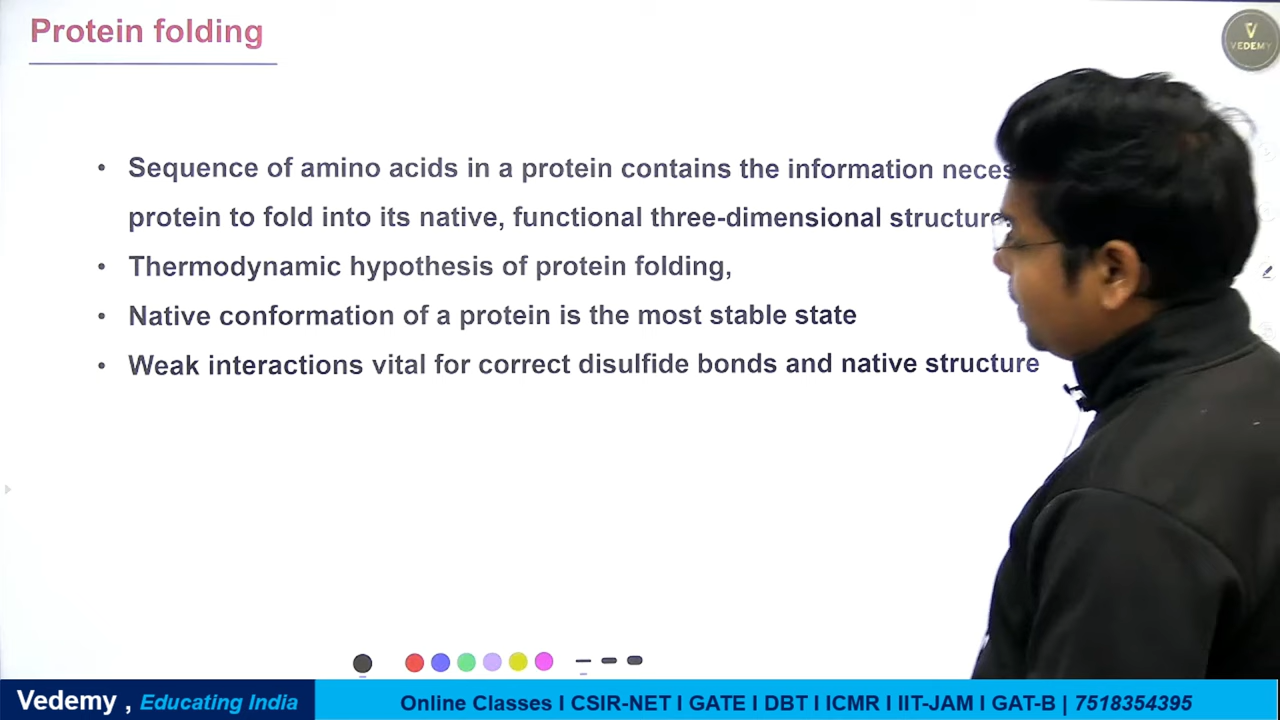 Protein folding
V
VEDEMY
• Sequence of amino acids in a protein contains the information
protein to fold into its native, functional three-dimensional structure.
• Thermodynamic hypothesis of protein folding,
• Native conformation of a protein is the most stable state
• Weak interactions vital for correct disulfide bonds and native structure
Vedemy , Educating India
Online Classes I CSIR-NET I GATE I DBT I ICMR I IIT-JAM I GAT-B | 7518354395